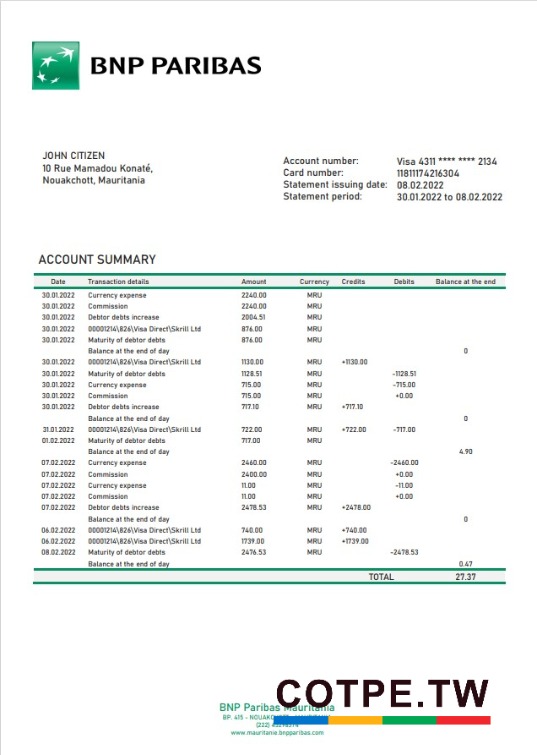 BNP PARIBAS
JOHN CITIZEN
10 Rue Mamadou Konaté,
Nouakchott, Mauritania
Account number: Visa 4311 **** **** 2134
Card number: 11811174216304
Statement issuing date: 08.02.2022
Statement period: 30.01.2022 to 08.02.2022
ACCOUNT SUMMARY
Date Transaction details Amount Currency Credits Debits Balance at the end
30.01.2022 Currency expense 2240.00 MRU
30.01.2022 Commission 2240.00 MRU
30.01.2022 Debtor debts increase 2004.51 MRU
30.01.2022 00001214\826\Visa Direct\Skrill Ltd 876.00 MRU
30.01.2022 Maturity of debtor debts 876.00 MRU
Balance at the end of day 0
30.01.2022 00001214\826\Visa Direct\Skrill Ltd 1130.00 MRU +1130.00
30.01.2022 Maturity of debtor debts 1128.51 MRU -1128.51
30.01.2022 Currency expense 715.00 MRU -715.00
30.01.2022 Commission 715.00 MRU +0.00
30.01.2022 Debtor debts increase 717.10 MRU +717.10
Balance at the end of day 0
31.01.2022 00001214\826\Visa Direct\Skrill Ltd 722.00 MRU +722.00 -717.00
01.02.2022 Maturity of debtor debts 717.00 MRU
Balance at the end of day 4.90
07.02.2022 Currency expense 2460.00 MRU -2460.00
07.02.2022 Commission 2400.00 MRU +0.00
07.02.2022 Currency expense 11.00 MRU -11.00
07.02.2022 Commission 11.00 MRU +0.00
07.02.2022 Debtor debts increase 2478.53 MRU +2478.00
Balance at the end of day 0
06.02.2022 00001214\826\Visa Direct\Skrill Ltd 740.00 MRU +740.00
06.02.2022 00001214\826\Visa Direct\Skrill Ltd 1739.00 MRU +1739.00
08.02.2022 Maturity of debtor debts 2476.53 MRU -2478.53
Balance at the end of day 0.47
TOTAL 27.37
COTPE.TW
BNP Paribas Mauritania
BP. 415 -
(222)
www.mauritanie.bnpparibas.com